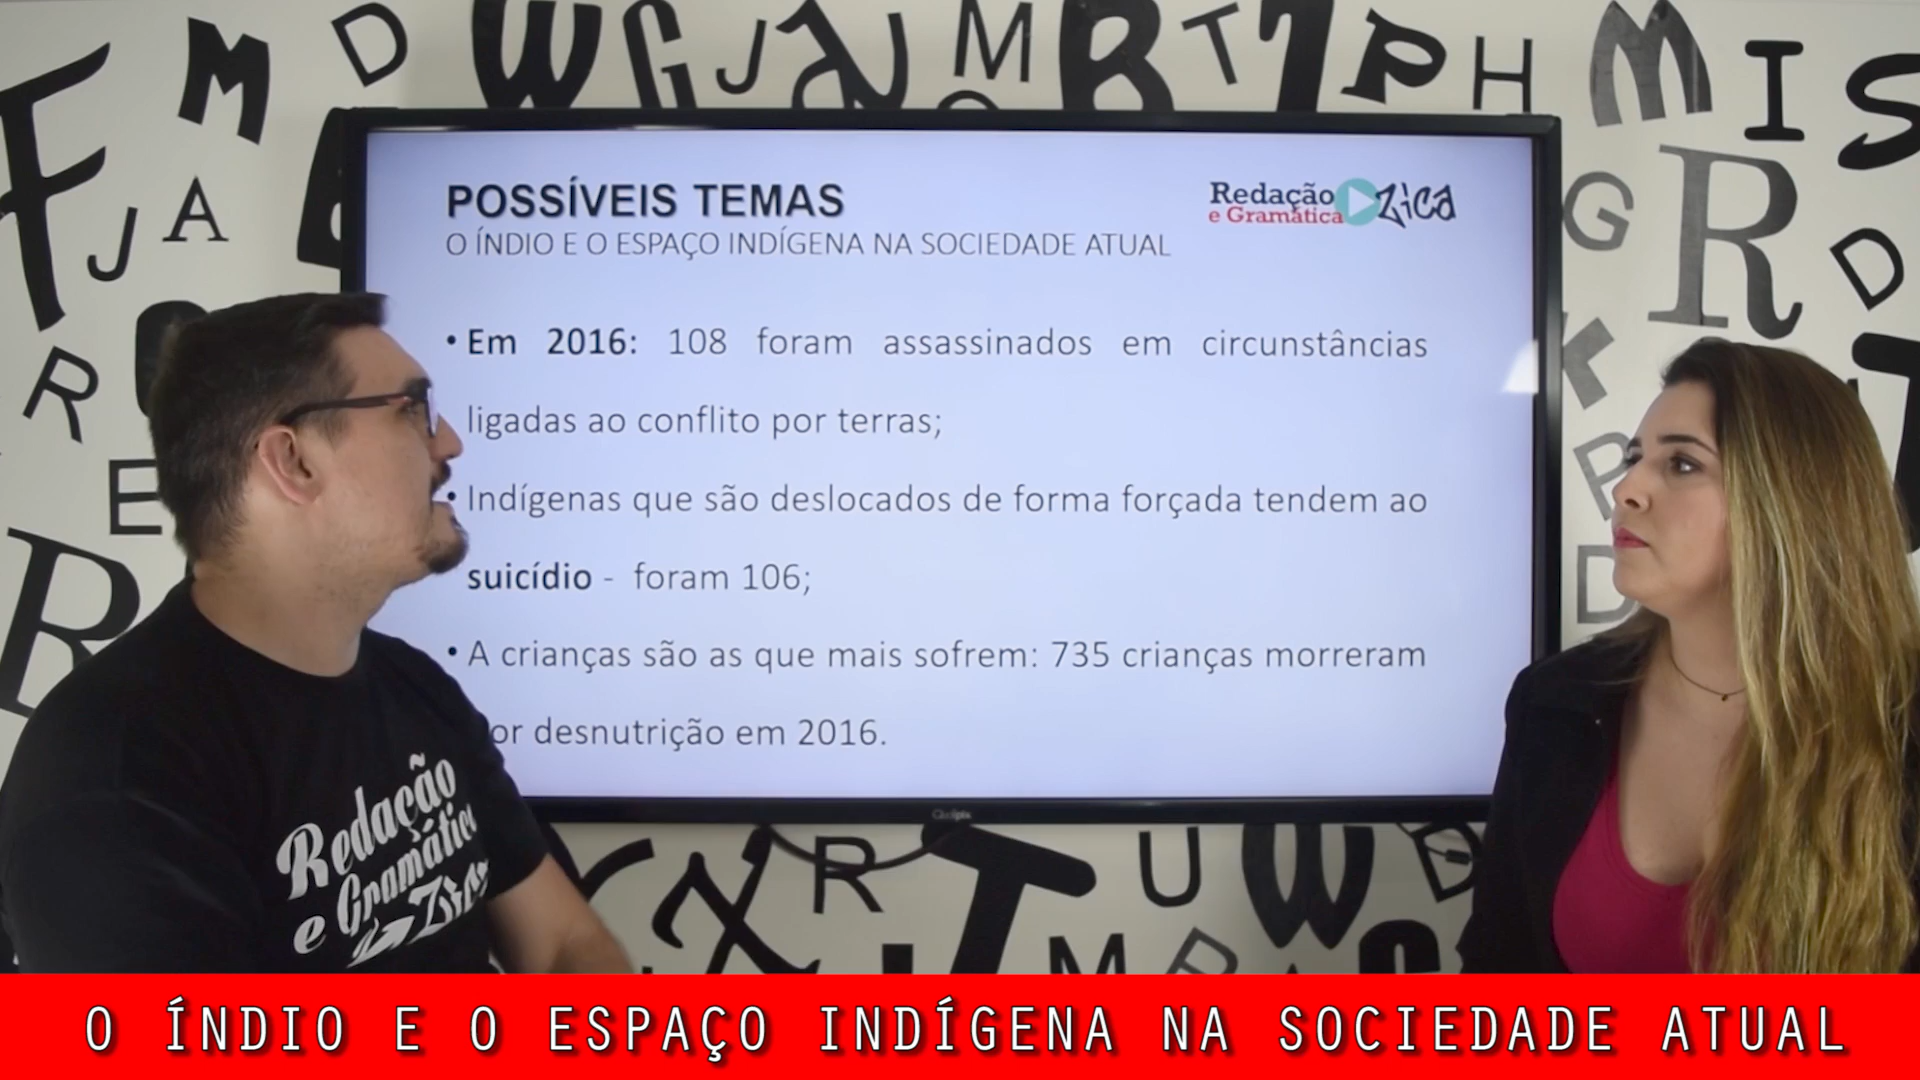 POSSÍVEIS TEMAS
O ÍNDIO E O ESPAÇO INDÍGENA NA SOCIEDADE ATUAL
Redação
e Gramática
Zica
• Em 2016: 108 foram assassinados em circunstâncias
ligadas ao conflito por terras;
• Indígenas que são deslocados de forma forçada tendem ao
suicídio - foram 106;
• A crianças são as que mais sofrem: 735 crianças morreram
or desnutrição em 2016.
Redação
e Gramática
Zica
O ÍNDIO E O ESPAÇO INDÍGENA NA SOCIEDADE ATUAL